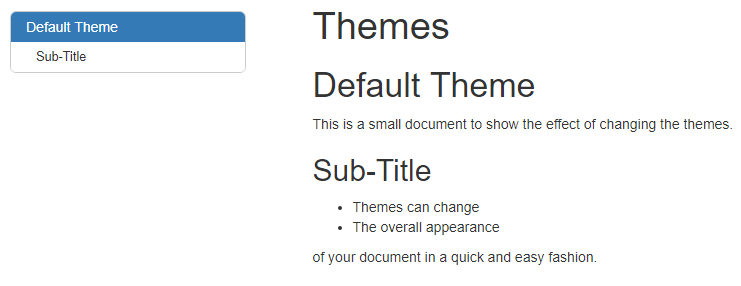 Default Theme
Sub-Title
Themes
Default Theme
This is a small document to show the effect of changing the themes.
Sub-Title
• Themes can change
• The overall appearance
of your document in a quick and easy fashion.